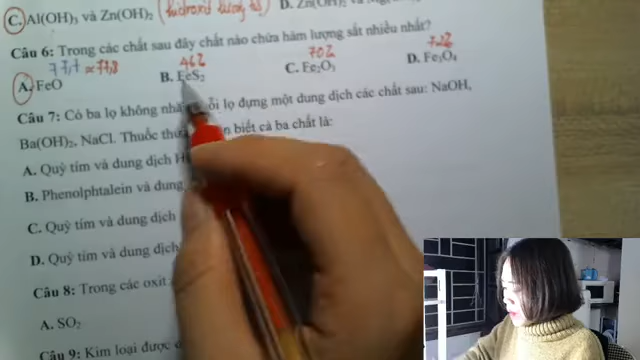 C. Al(OH)3 và Zn(OH)2 (hidroxit lưỡng D. Zn(OH)2
Câu 6: Trong các chất sau đây chất nào chứa hàm lượng sắt nhiều nhất?
77,7 ≈ 77,8 46% 70% 72%
A. FeO B. FeS2 C. Fe2O3 D. Fe3O4
Câu 7: Có ba lọ không lọ đựng một dung dịch các chất sau: NaOH,
Ba(OH)2, NaCl. Thuốc biết cả ba chất là:
A. Quỳ tím và dung dịch
B. Phenolphtalein và dung
C. Quỳ tím và dung dịch
D. Quỳ tím và dung dịch
Câu 8: Trong các oxit
A. SO2
Câu 9: Kim loại được